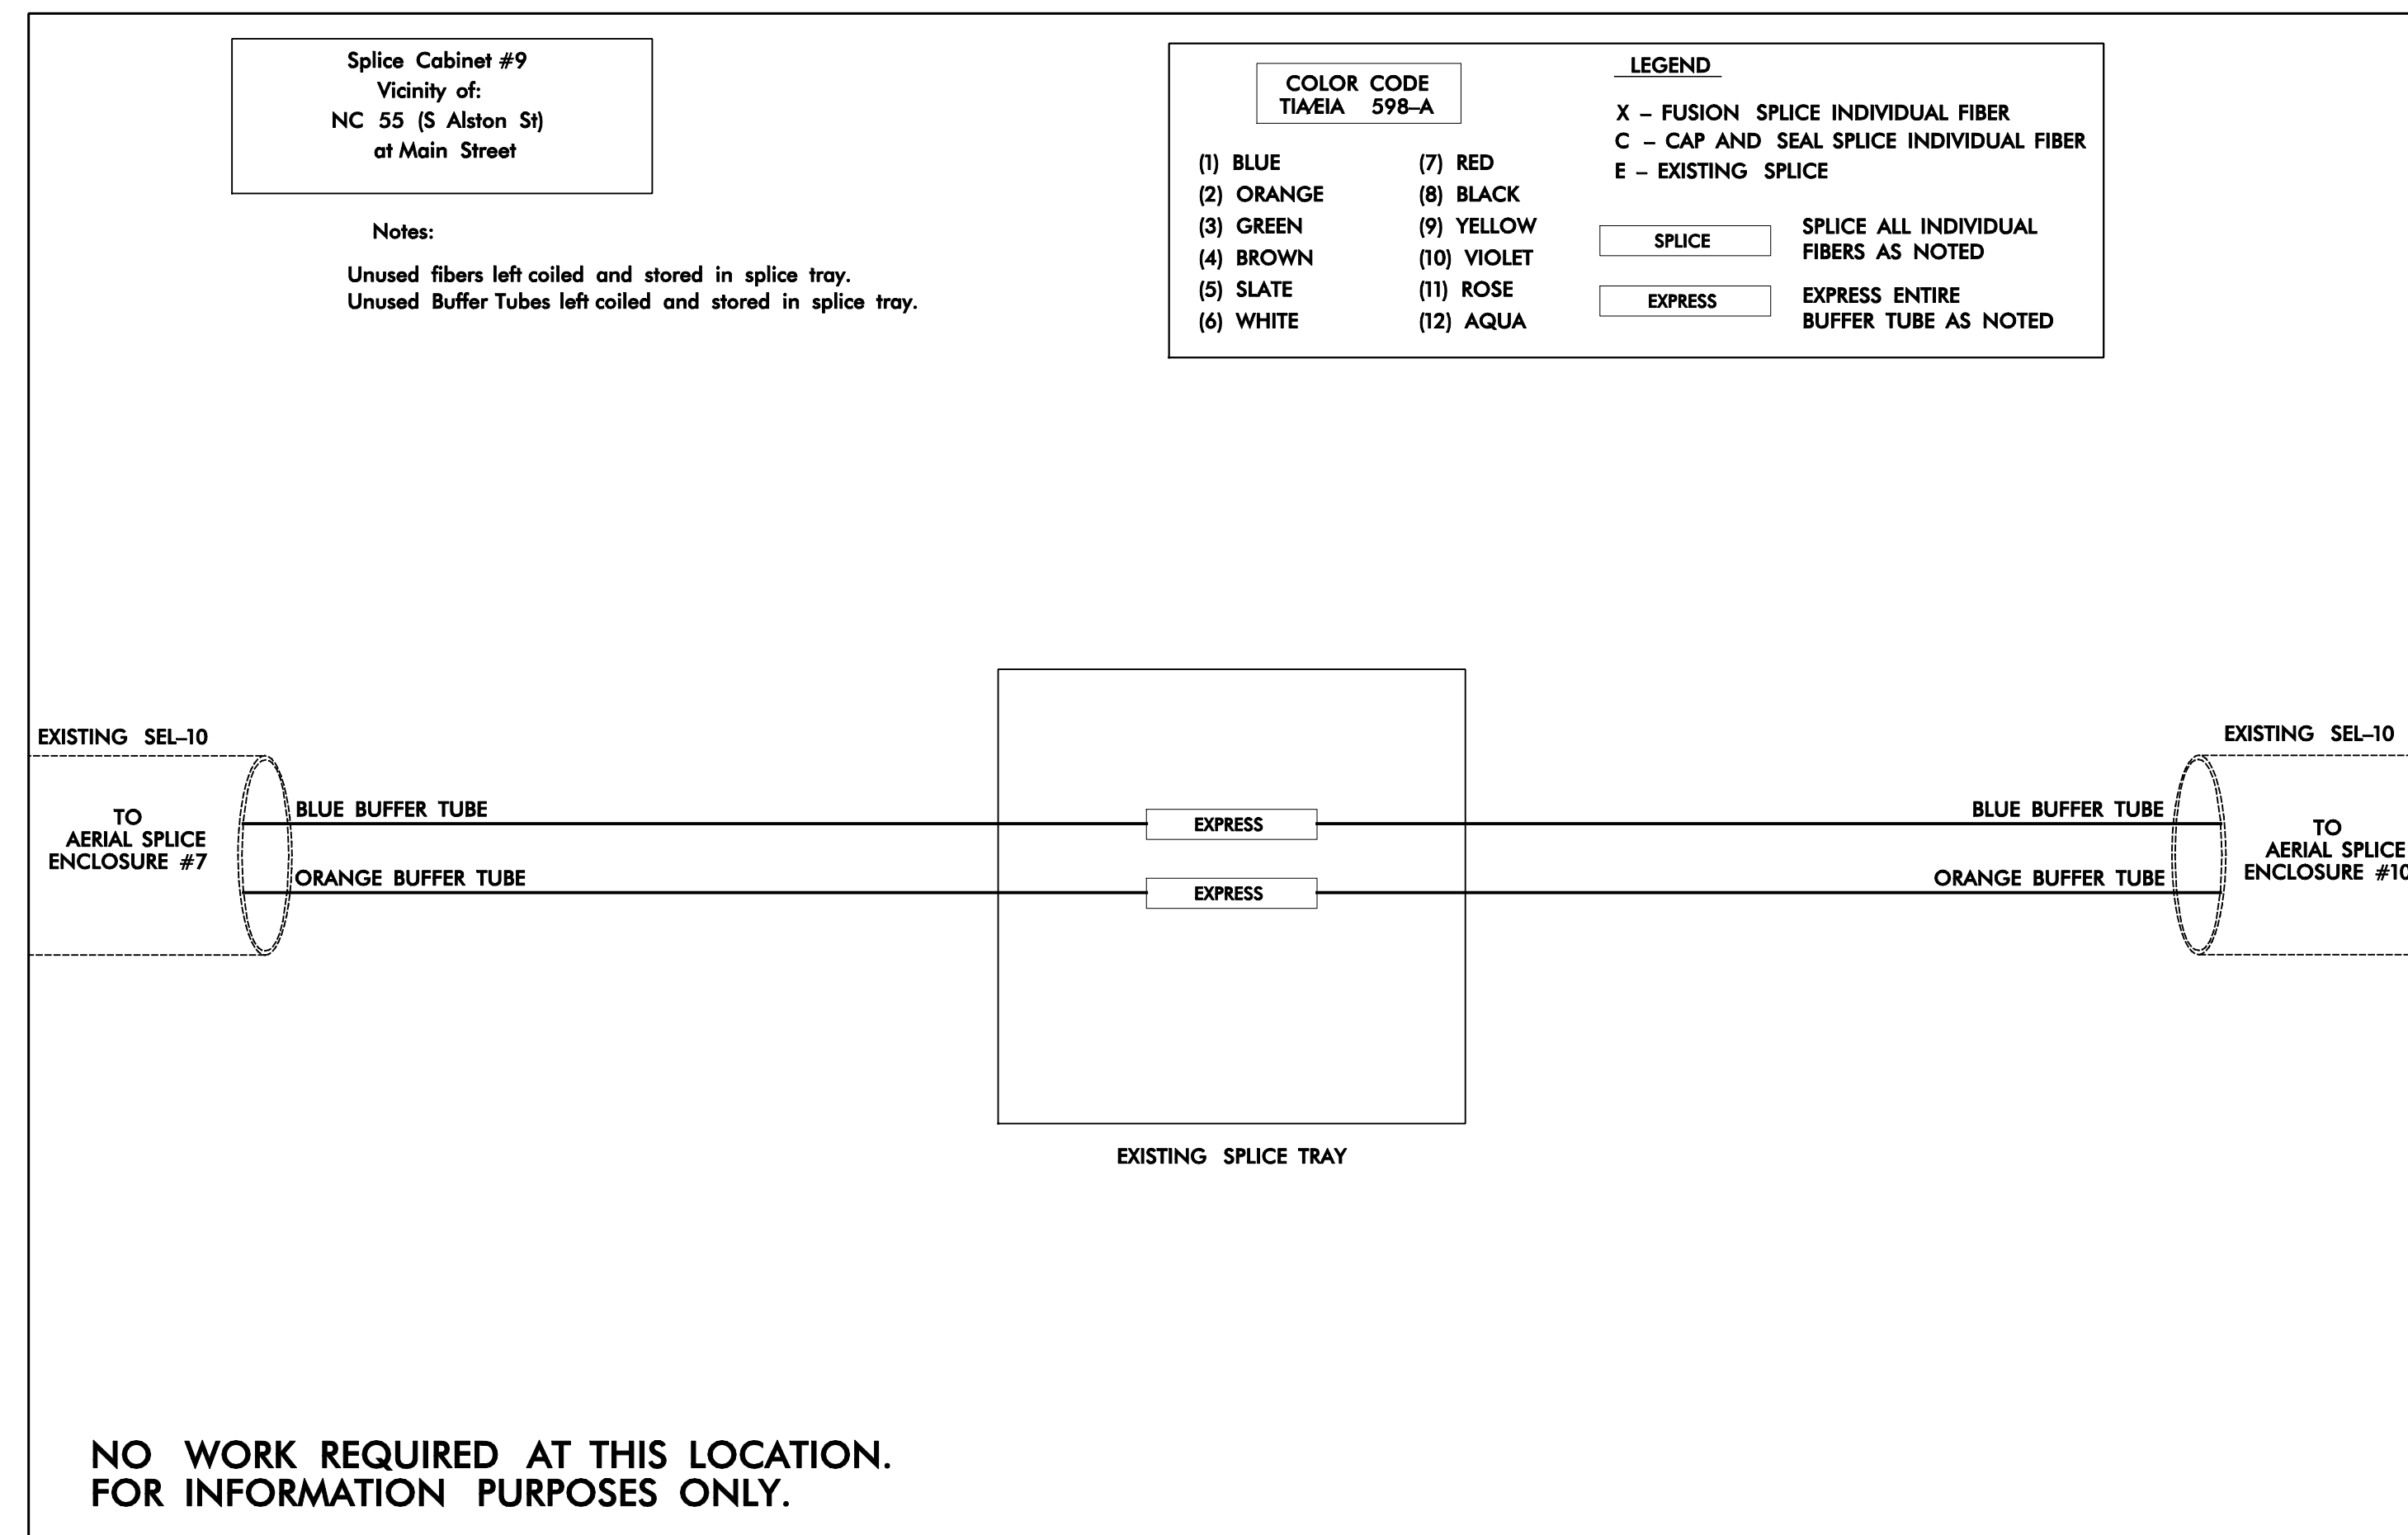 Splice Cabinet #9
Vicinity of:
NC 55 (S Alston St)
at Main Street
Notes:
Unused fibers left coiled and stored in splice tray.
Unused Buffer Tubes left coiled and stored in splice tray.
COLOR CODE
TIA/EIA 598-A
(1) BLUE
(2) ORANGE
(3) GREEN
(4) BROWN
(5) SLATE
(6) WHITE
(7) RED
(8) BLACK
(9) YELLOW
(10) VIOLET
(11) ROSE
(12) AQUA
LEGEND
X - FUSION SPLICE INDIVIDUAL FIBER
C - CAP AND SEAL SPLICE INDIVIDUAL FIBER
E - EXISTING SPLICE
SPLICE
SPLICE ALL INDIVIDUAL
FIBERS AS NOTED
EXPRESS
EXPRESS ENTIRE
BUFFER TUBE AS NOTED
EXISTING SEL-10
TO
AERIAL SPLICE
ENCLOSURE #7
BLUE BUFFER TUBE
ORANGE BUFFER TUBE
EXPRESS
EXPRESS
EXISTING SPLICE TRAY
BLUE BUFFER TUBE
ORANGE BUFFER TUBE
EXISTING SEL-10
TO
AERIAL SPLICE
ENCLOSURE #10
NO WORK REQUIRED AT THIS LOCATION.
FOR INFORMATION PURPOSES ONLY.